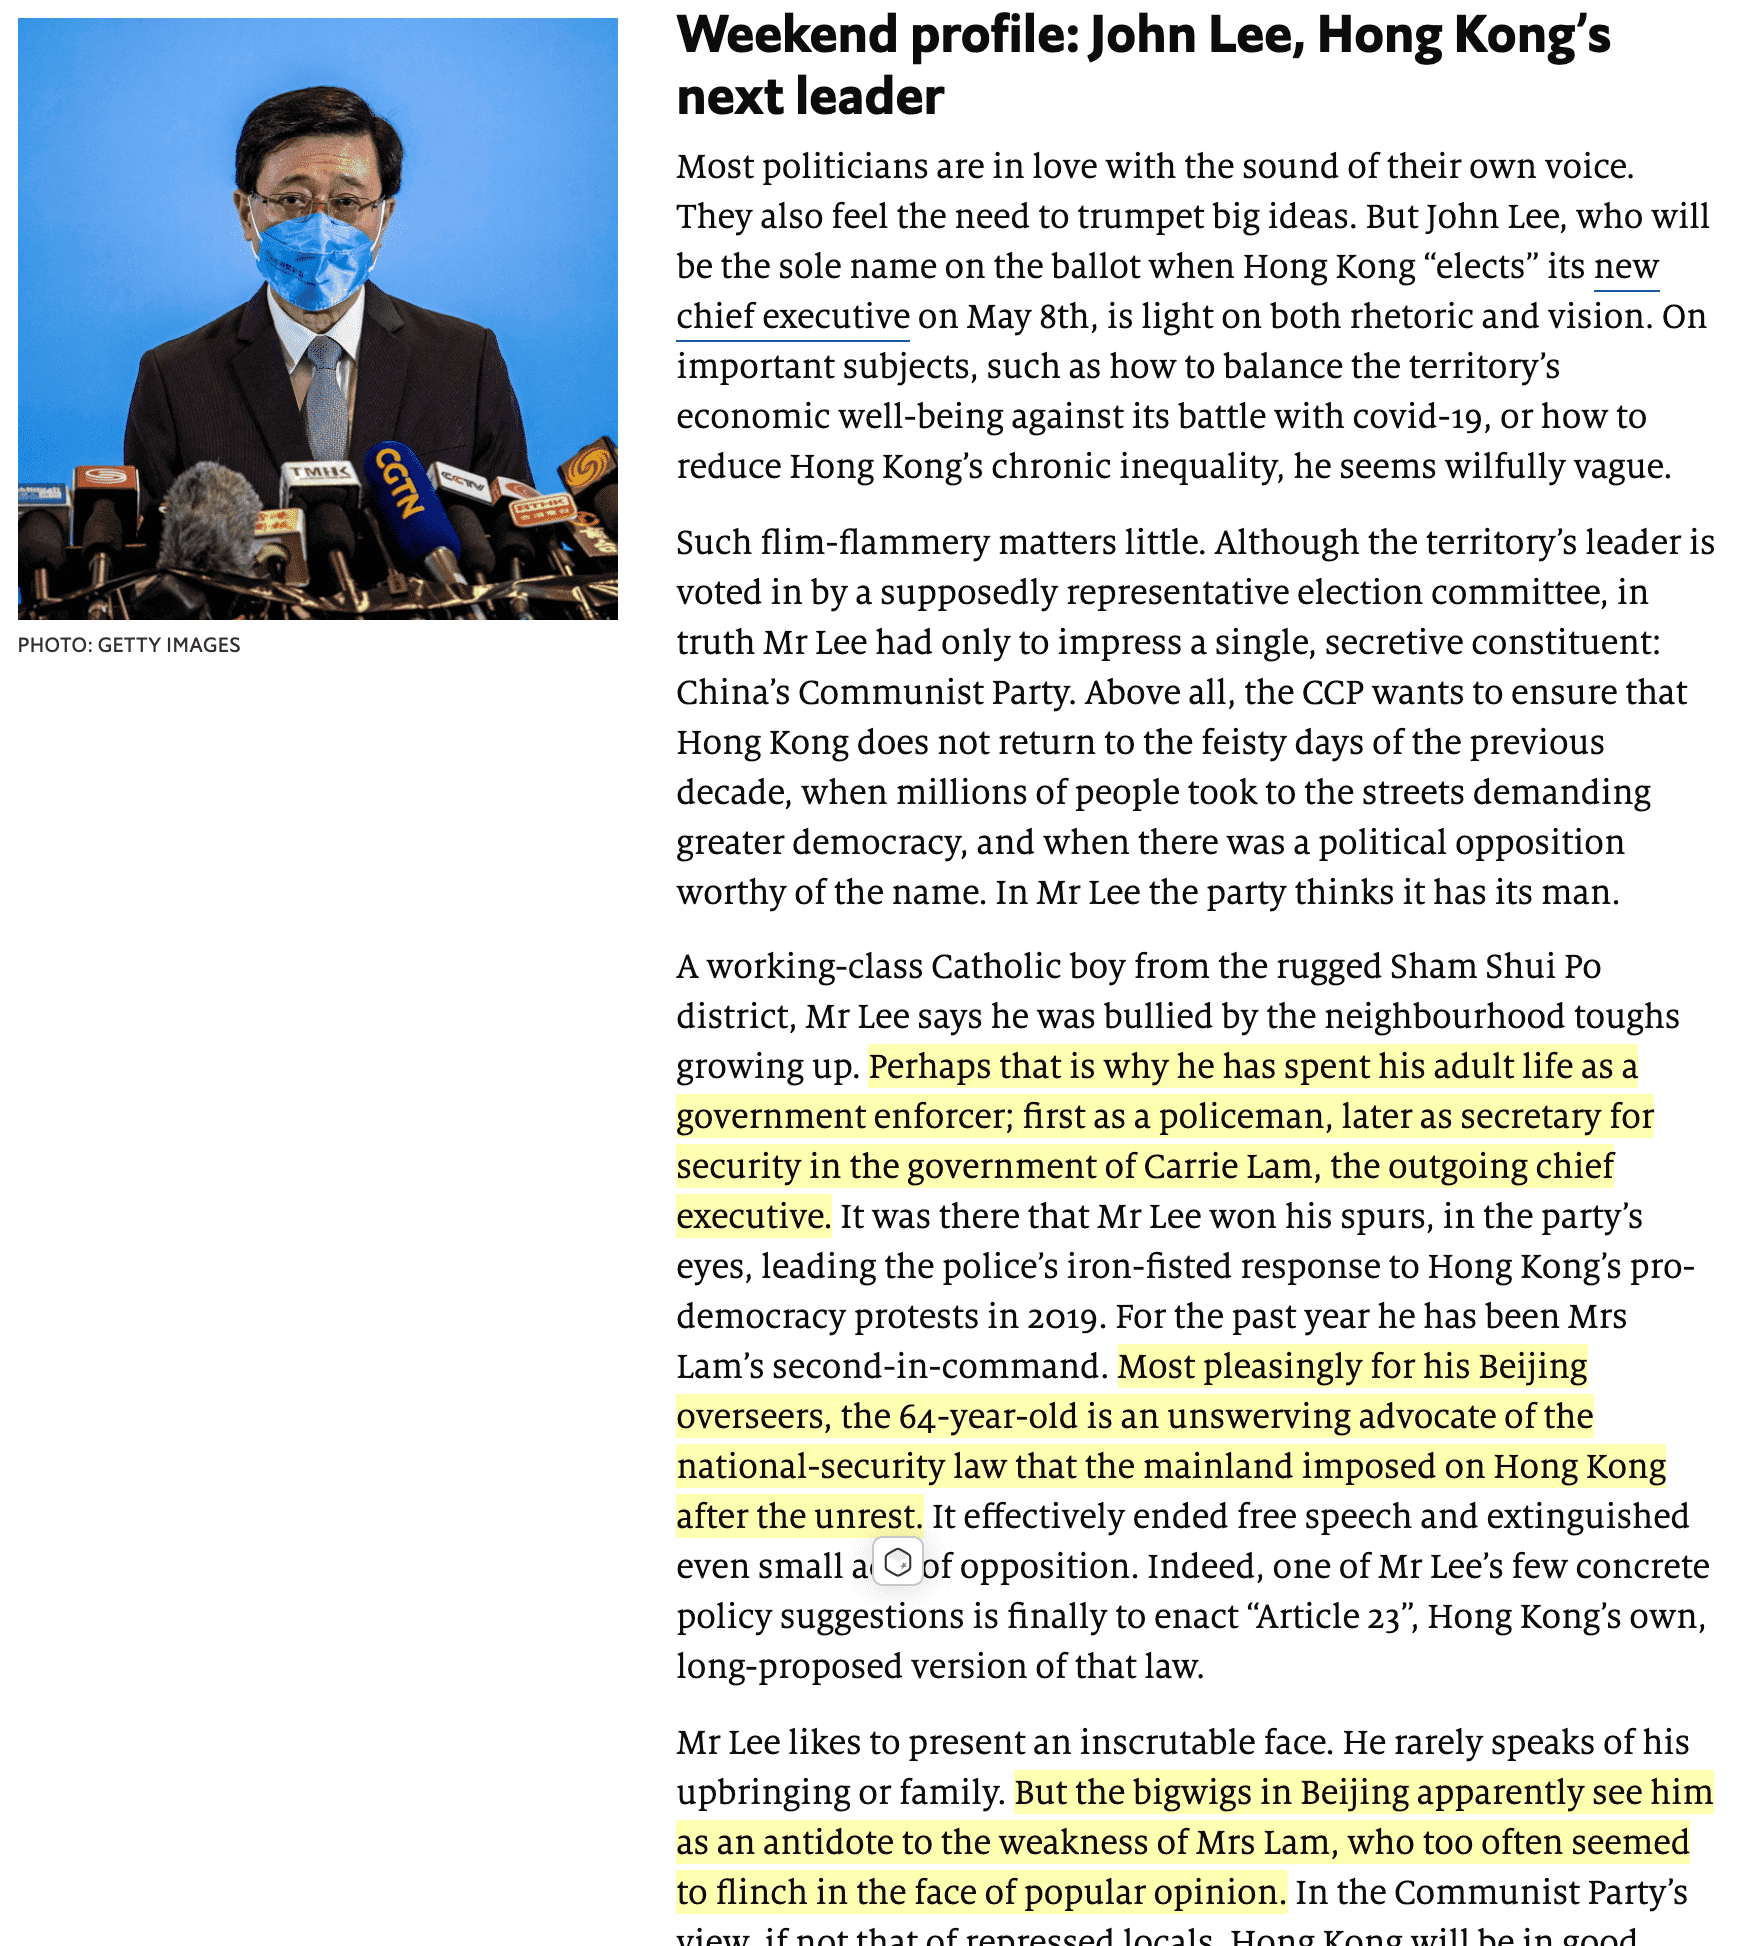 Weekend profile: John Lee, Hong Kong’s
next leader
TMHK
CGTN
CCTV
RTHK
PHOTO: GETTY IMAGES
Most politicians are in love with the sound of their own voice.
They also feel the need to trumpet big ideas. But John Lee, who will
be the sole name on the ballot when Hong Kong “elects” its new
chief executive on May 8th, is light on both rhetoric and vision. On
important subjects, such as how to balance the territory’s
economic well-being against its battle with covid-19, or how to
reduce Hong Kong’s chronic inequality, he seems wilfully vague.
Such flim-flammery matters little. Although the territory’s leader is
voted in by a supposedly representative election committee, in
truth Mr Lee had only to impress a single, secretive constituent:
China’s Communist Party. Above all, the CCP wants to ensure that
Hong Kong does not return to the feisty days of the previous
decade, when millions of people took to the streets demanding
greater democracy, and when there was a political opposition
worthy of the name. In Mr Lee the party thinks it has its man.
A working-class Catholic boy from the rugged Sham Shui Po
district, Mr Lee says he was bullied by the neighbourhood toughs
growing up. Perhaps that is why he has spent his adult life as a
government enforcer; first as a policeman, later as secretary for
security in the government of Carrie Lam, the outgoing chief
executive. It was there that Mr Lee won his spurs, in the party’s
eyes, leading the police’s iron-fisted response to Hong Kong’s pro-
democracy protests in 2019. For the past year he has been Mrs
Lam’s second-in-command. Most pleasingly for his Beijing
overseers, the 64-year-old is an unswerving advocate of the
national-security law that the mainland imposed on Hong Kong
after the unrest. It effectively ended free speech and extinguished
even small of opposition. Indeed, one of Mr Lee’s few concrete
policy suggestions is finally to enact “Article 23”, Hong Kong’s own,
long-proposed version of that law.
Mr Lee likes to present an inscrutable face. He rarely speaks of his
upbringing or family. But the bigwigs in Beijing apparently see him
as an antidote to the weakness of Mrs Lam, who too often seemed
to flinch in the face of popular opinion. In the Communist Party’s
view, if not that of repressed locals, Hong Kong will be in good